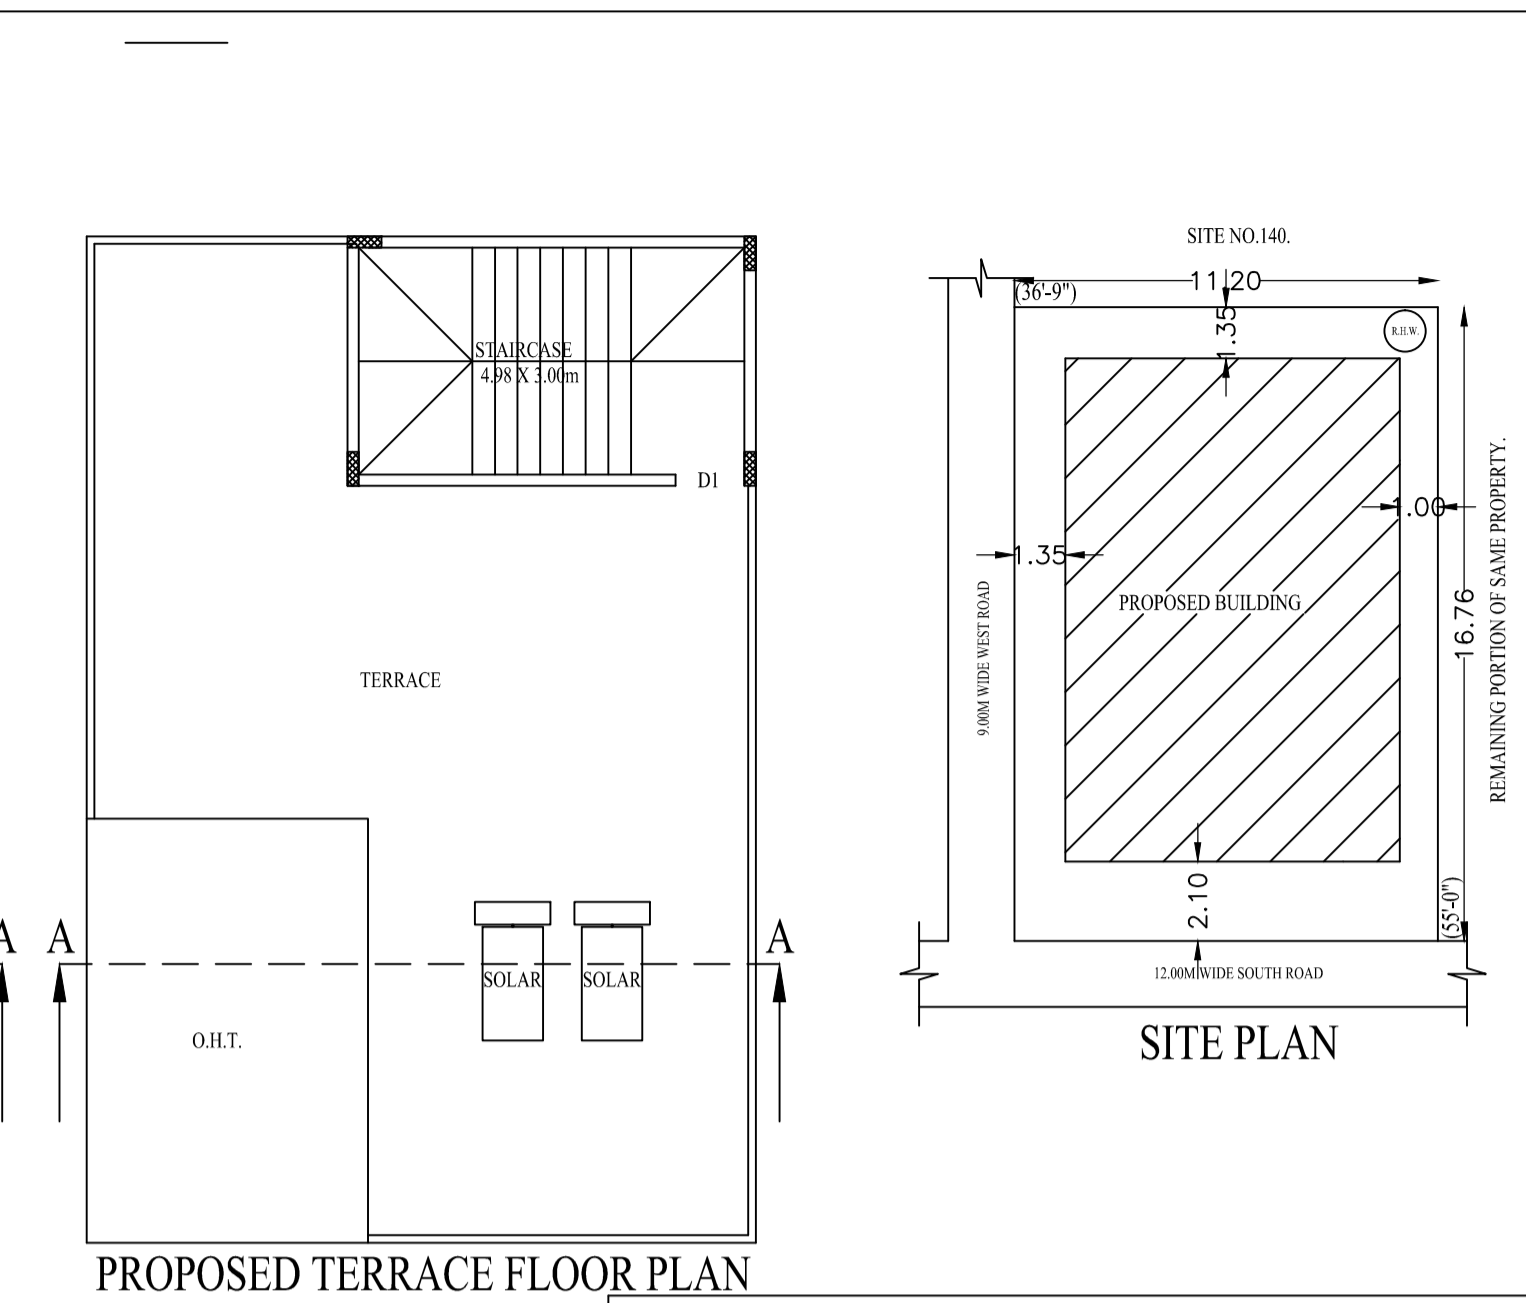 STAIRCASE
4.98 X 3.00m
D1
TERRACE
A
A
A
SOLAR
SOLAR
O.H.T.
PROPOSED TERRACE FLOOR PLAN
SITE NO.140.
11.20
(36'-9")
1.35
R.H.W.
1.00
1.35
9.00M WIDE WEST ROAD
PROPOSED BUILDING
16.76
REMAINING PORTION OF SAME PROPERTY.
2.10
(55'-0")
12.00M WIDE SOUTH ROAD
SITE PLAN